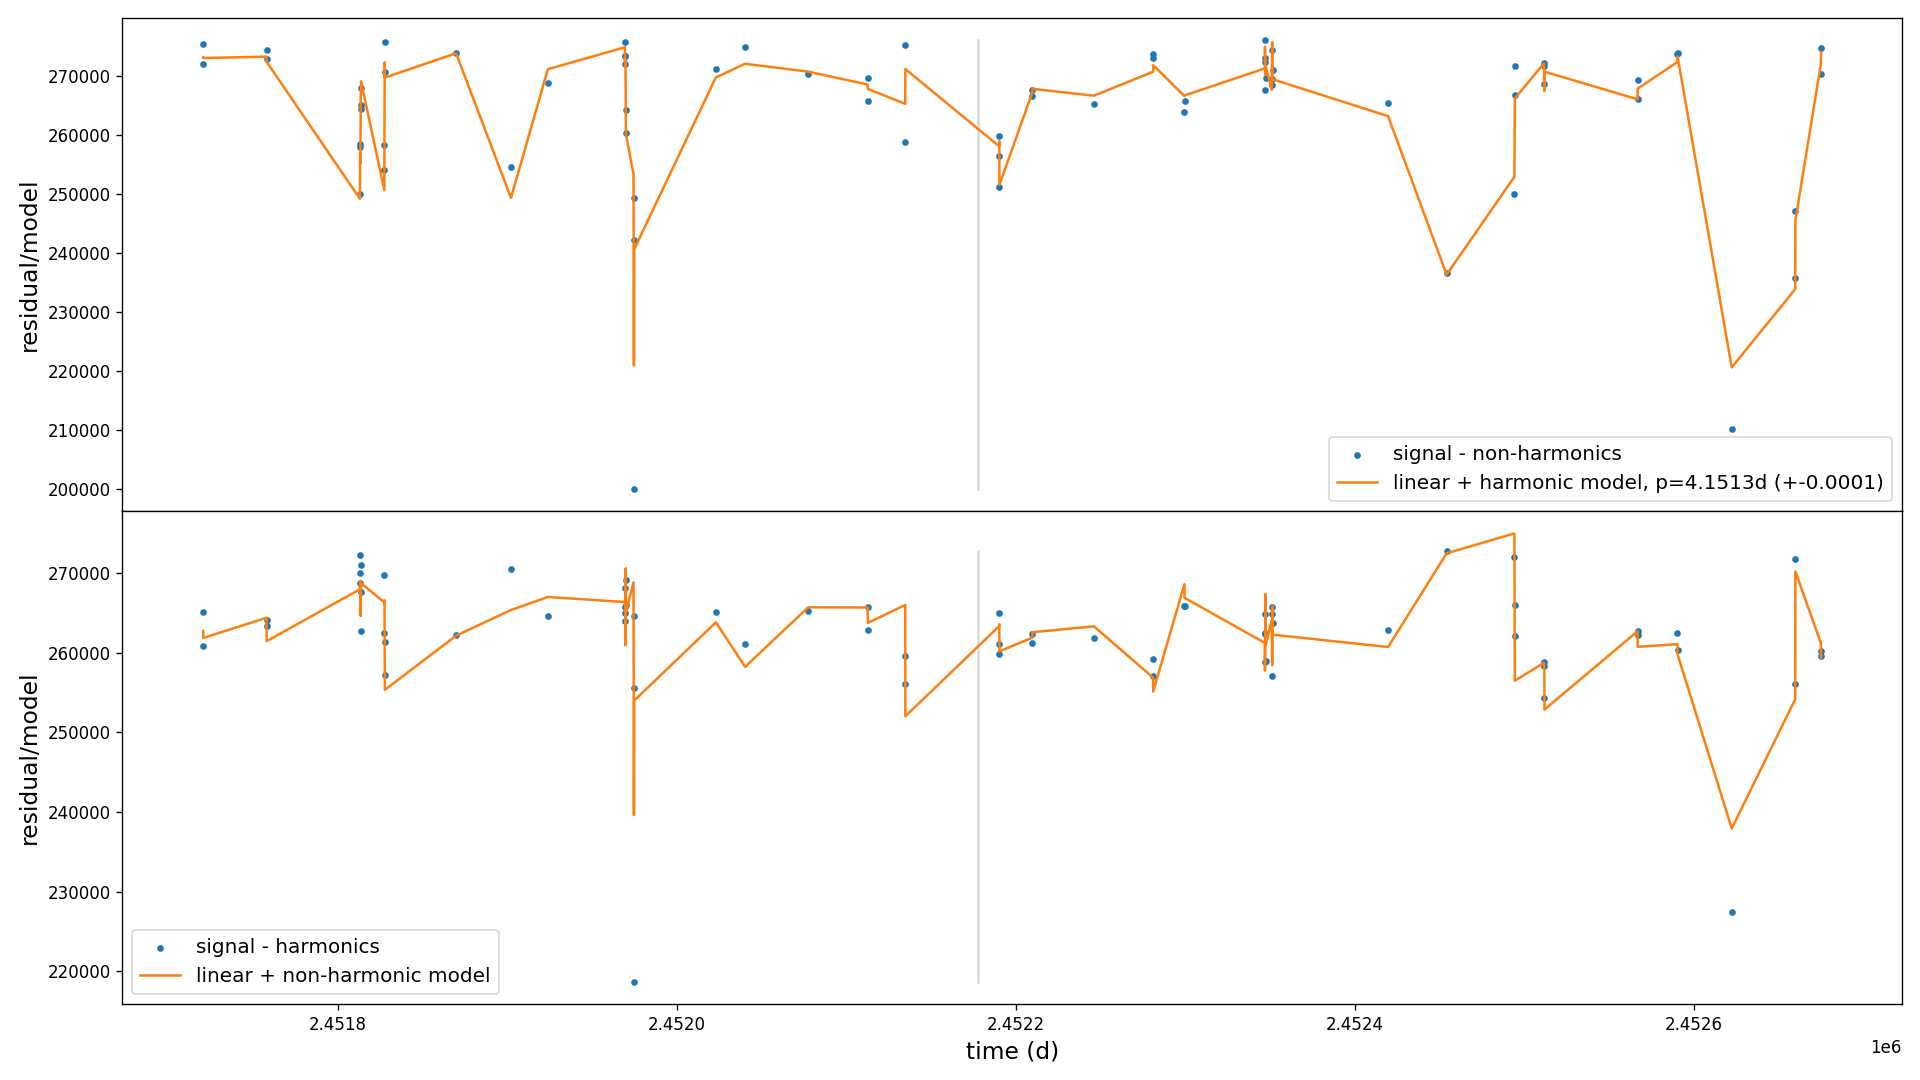 residual/model
270000
260000
250000
240000
230000
220000
210000
200000
signal - non-harmonics
linear + harmonic model, p=4.1513d (+-0.0001)
residual/model
270000
260000
250000
240000
230000
220000
signal - harmonics
linear + non-harmonic model
2.4518
2.4520
2.4522
2.4524
2.4526
1e6
time (d)